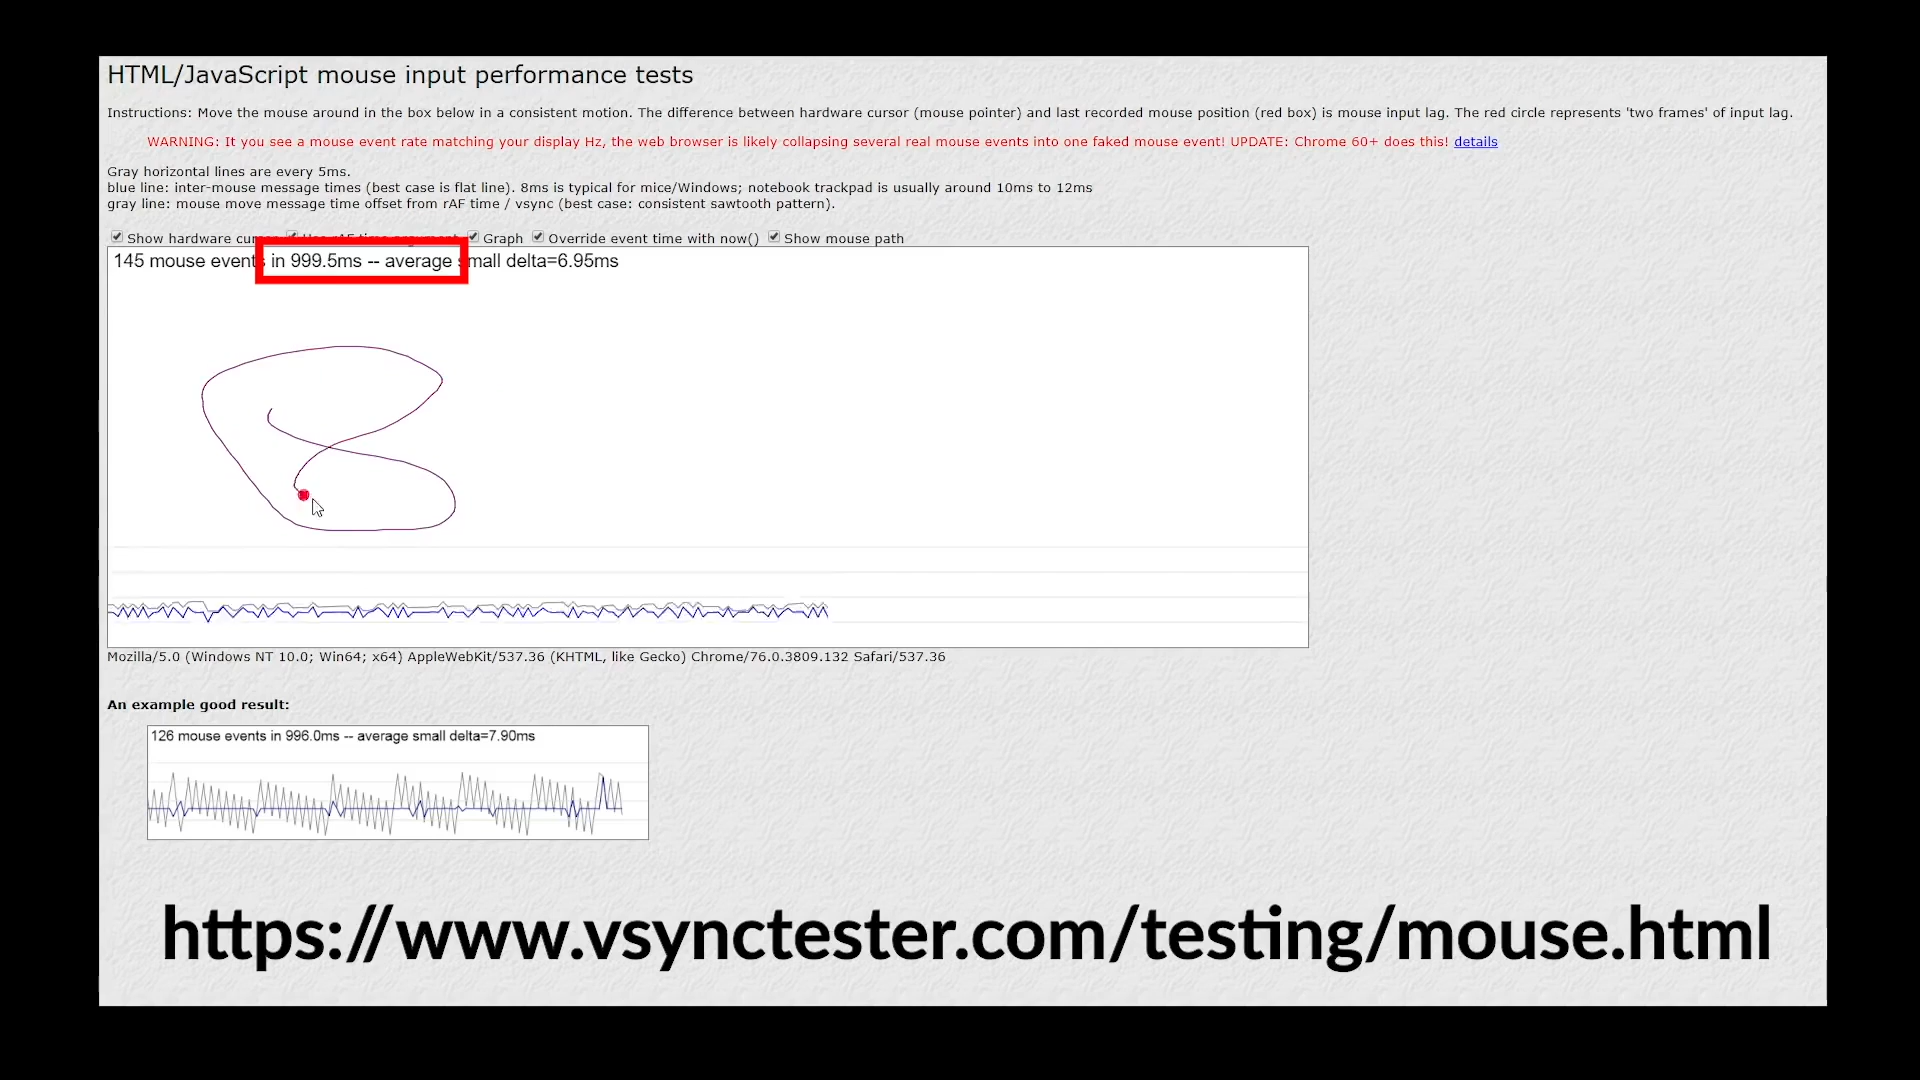 HTML/JavaScript mouse input performance tests
Instructions: Move the mouse around in the box below in a consistent motion. The difference between hardware cursor (mouse pointer) and last recorded mouse position (red box) is mouse input lag. The red circle represents 'two frames' of input lag.
WARNING: It you see a mouse event rate matching your display Hz, the web browser is likely collapsing several real mouse events into one faked mouse event! UPDATE: Chrome 60+ does this! details
Gray horizontal lines are every 5ms.
blue line: inter-mouse message times (best case is flat line). 8ms is typical for mice/Windows; notebook trackpad is usually around 10ms to 12ms
gray line: mouse move message time offset from rAF time / vsync (best case: consistent sawtooth pattern).
Show hardware Graph Override event time with now() Show mouse path
145 mouse events in 999.5ms -- average small delta=6.95ms
Mozilla/5.0 (Windows NT 10.0; Win64; x64) AppleWebKit/537.36 (KHTML, like Gecko) Chrome/76.0.3809.132 Safari/537.36
An example good result:
126 mouse events in 996.0ms -- average small delta=7.90ms
https://www.vsynctester.com/testing/mouse.html